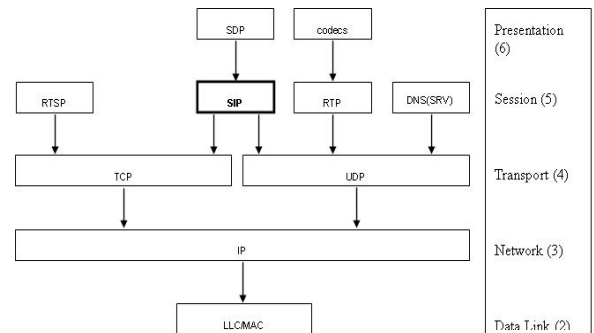 SDP
codecs
Presentation
(6)
RTSP
SIP
RTP
DNS(SRV)
Session (5)
TCP
UDP
Transport (4)
IP
Network (3)
LLC/MAC
Data Link (2)